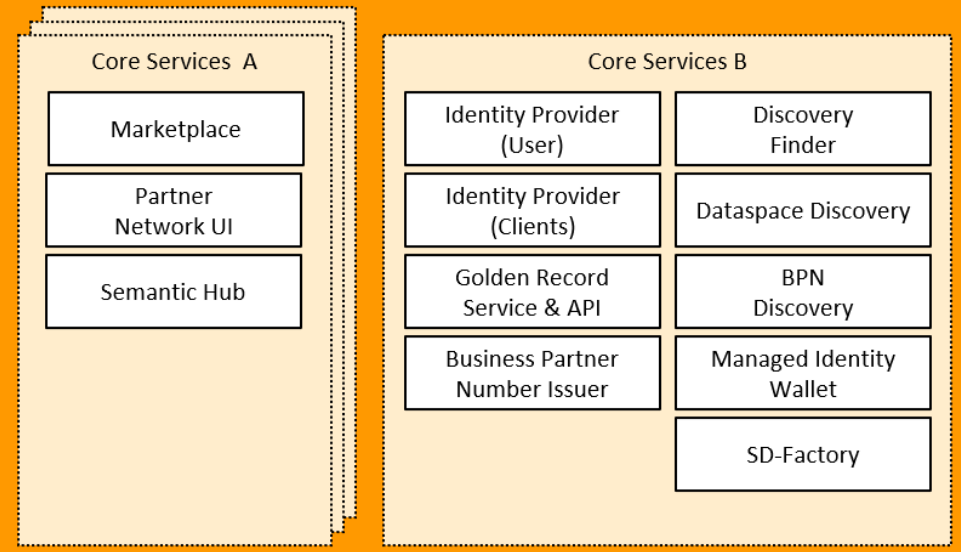 Core Services  A
Marketplace
Partner
Network UI
Semantic Hub
Core Services B
Identity Provider
(User)
Identity Provider
(Clients)
Golden Record
Service & API
Business Partner
Number Issuer
Discovery
Finder
Dataspace Discovery
BPN
Discovery
Managed Identity
Wallet
SD-Factory